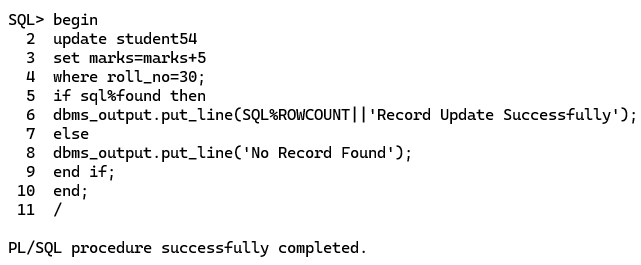 SQL> begin
  2  update student54
  3  set marks=marks+5
  4  where roll_no=30;
  5  if sql%found then
  6  dbms_output.put_line(SQL%ROWCOUNT||'Record Update Successfully');
  7  else
  8  dbms_output.put_line('No Record Found');
  9  end if;
 10  end;
 11  /
PL/SQL procedure successfully completed.